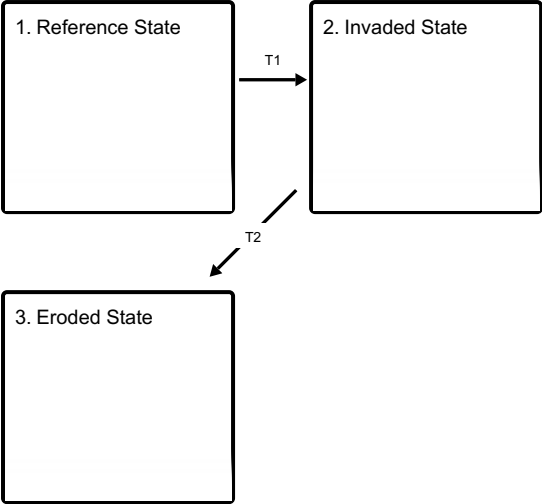 1. Reference State
T1
2. Invaded State
T2
3. Eroded State